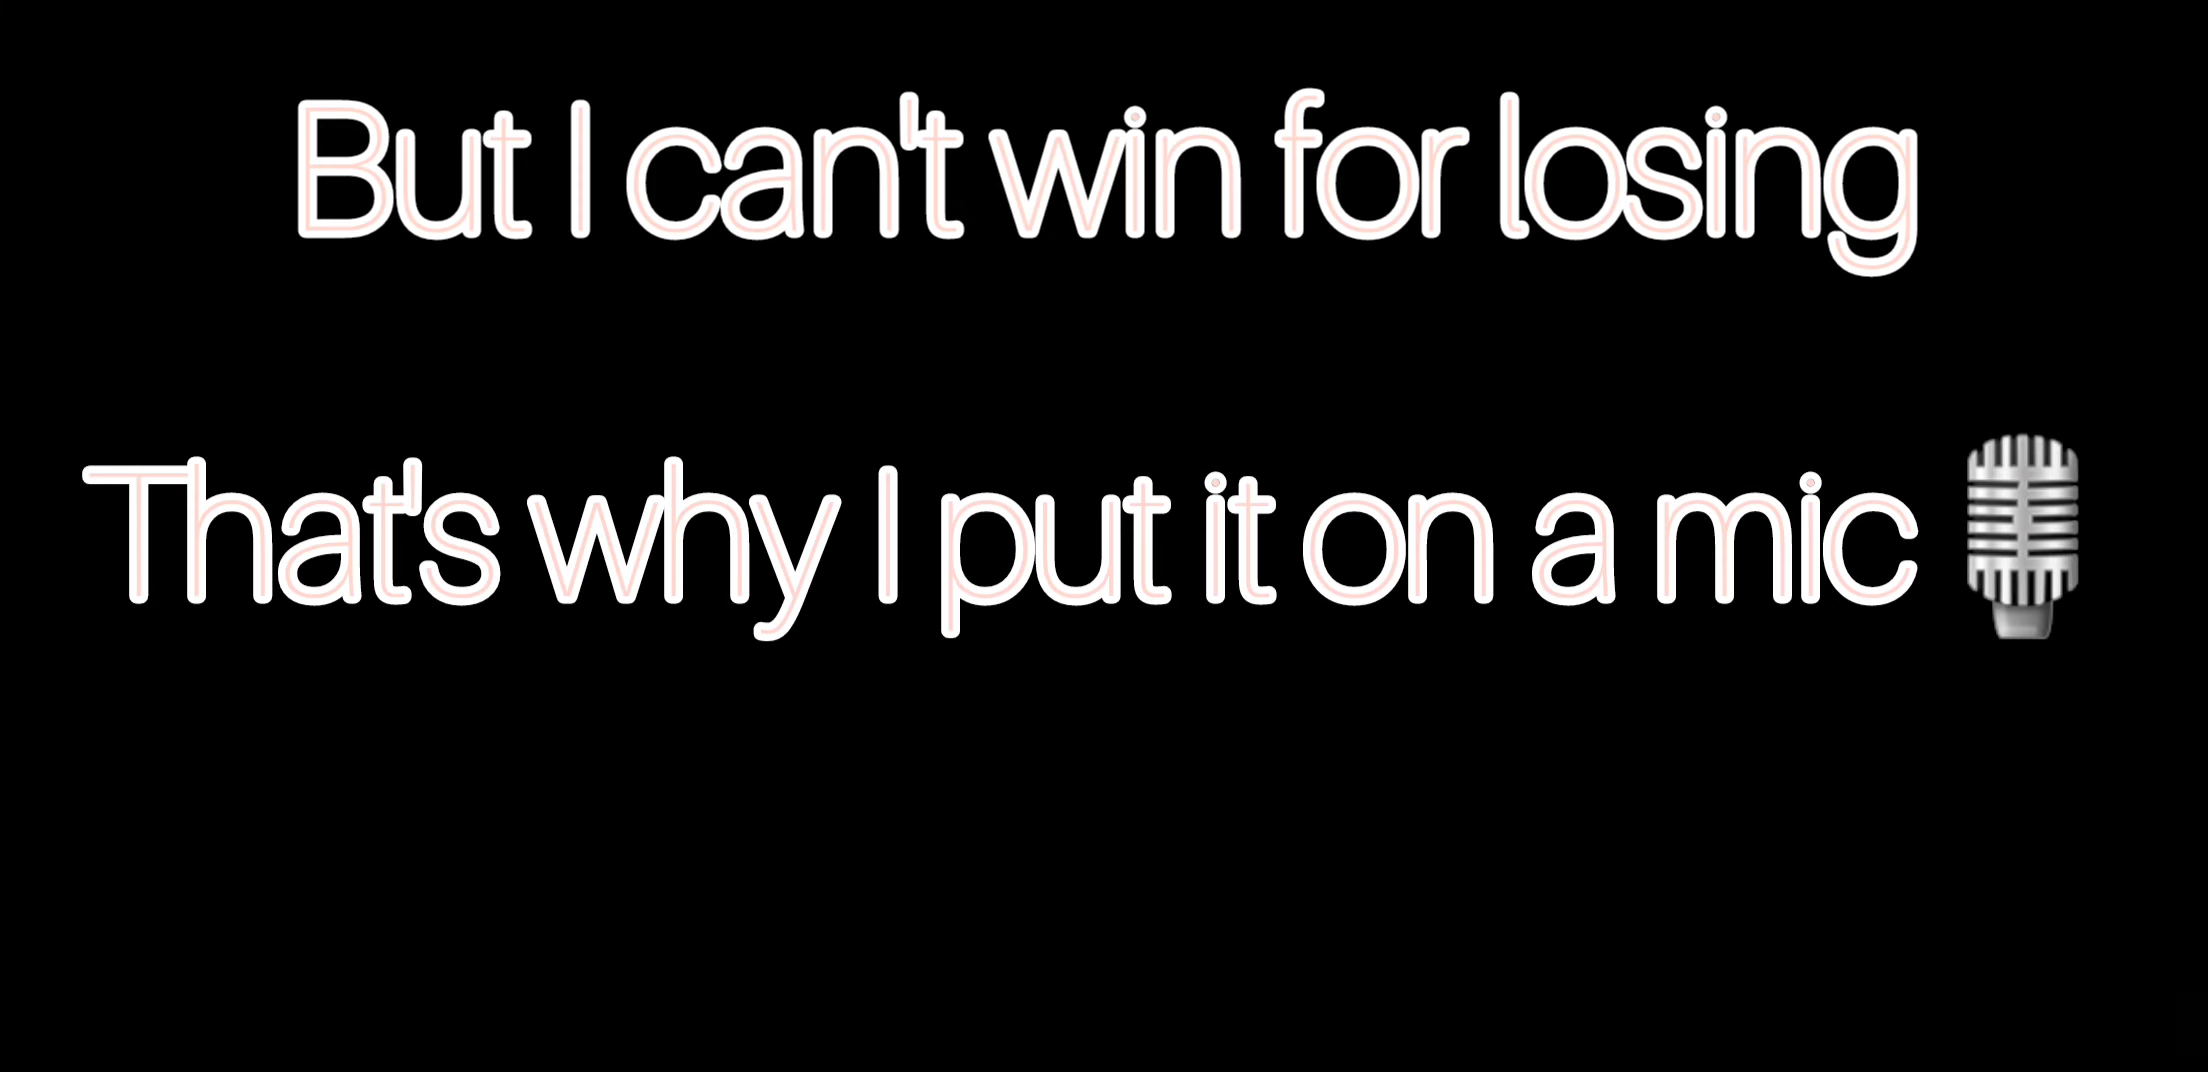 But I can't win for losing
That's why I put it on a mic 🎙